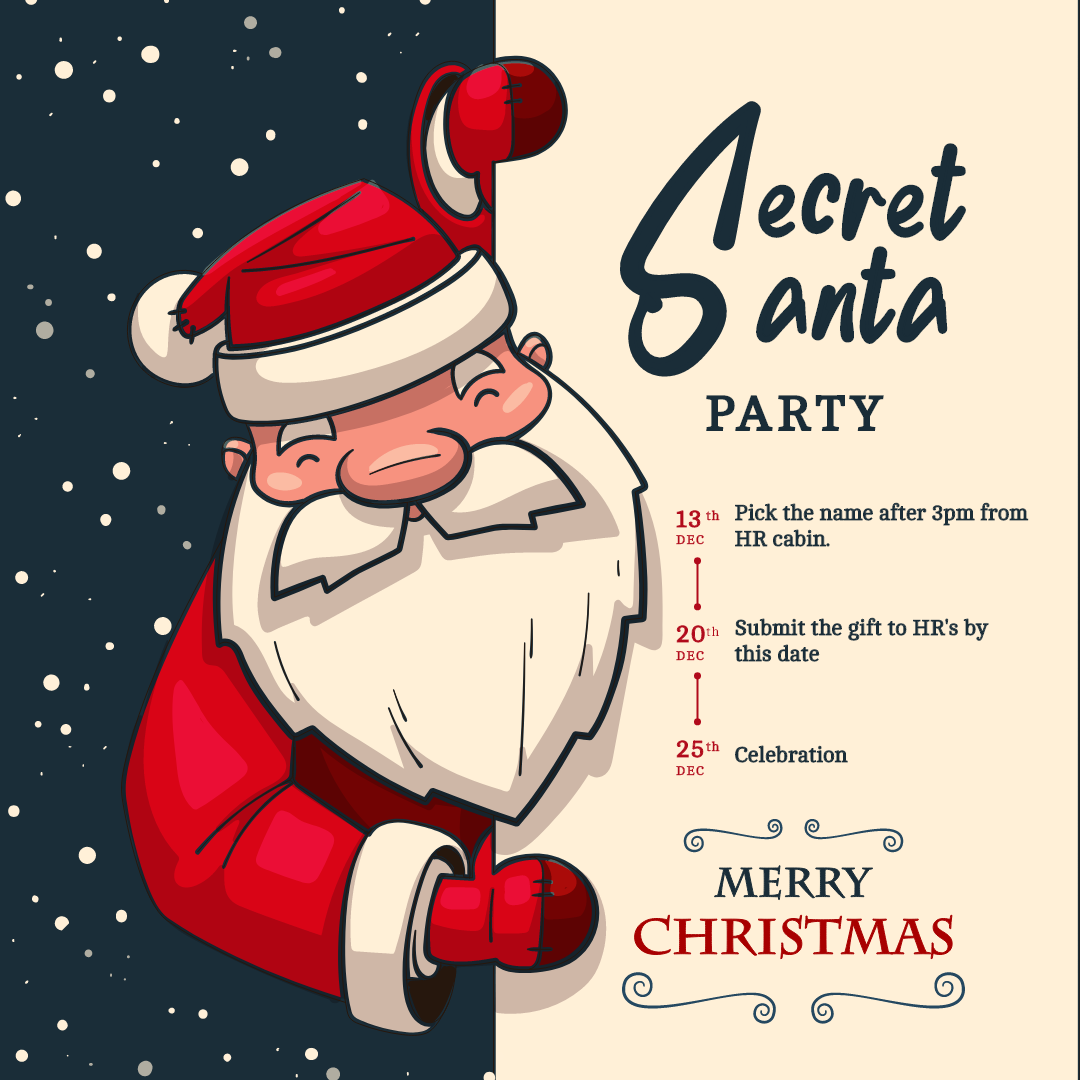 Secret
Santa
PARTY
13th
DEC
Pick the name after 3pm from
HR cabin.
20th
DEC
Submit the gift to HR's by
this date
25th
DEC
Celebration
MERRY
CHRISTMAS